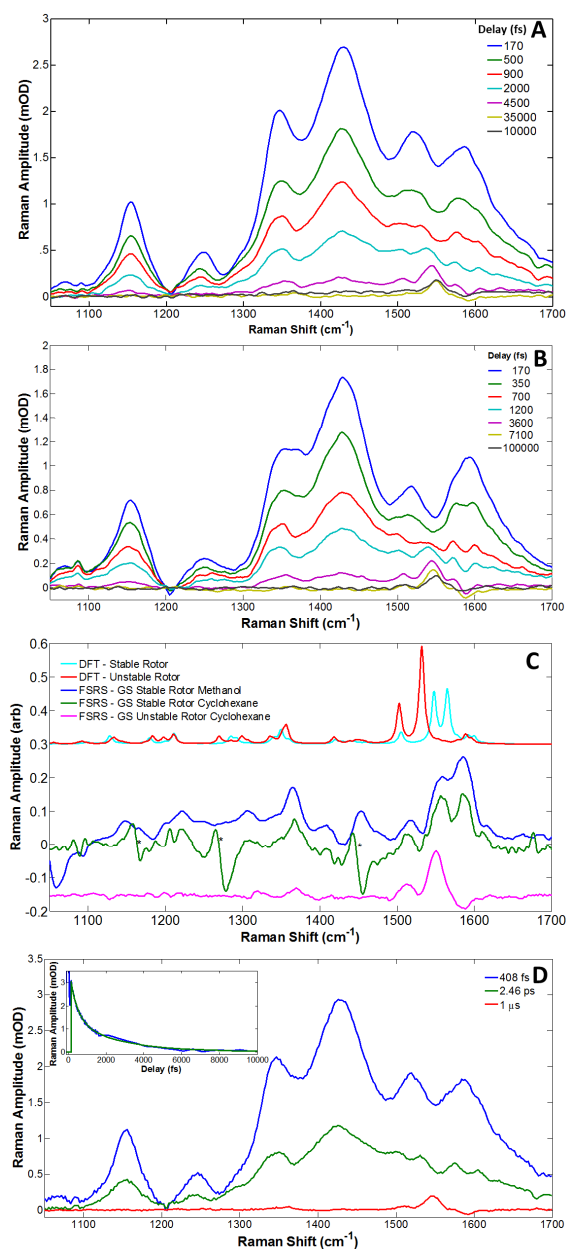 A
Delay (fs)
170
500
900
2000
4500
35000
10000
3
2.5
2
1.5
1
.5
0
1100 1200 1300 1400 1500 1600 1700
Raman Amplitude (mOD)
Raman Shift (cm-1)
B
Delay (fs)
170
350
700
1200
3600
7100
100000
2
1.8
1.6
1.4
1.2
1
0.8
0.6
0.4
0.2
0
1100 1200 1300 1400 1500 1600 1700
Raman Amplitude (mOD)
Raman Shift (cm-1)
C
DFT - Stable Rotor
DFT - Unstable Rotor
FSRS - GS Stable Rotor Methanol
FSRS - GS Stable Rotor Cyclohexane
FSRS - GS Unstable Rotor Cyclohexane
0.6
0.5
0.4
0.3
0.2
0.1
0
-0.1
-0.2
* * *
1100 1200 1300 1400 1500 1600 1700
Raman Amplitude (arb)
Raman Shift (cm-1)
D
408 fs
2.46 ps
1 μs
3.5
3
2.5
2
1.5
1
0.5
0
1100 1200 1300 1400 1500 1600 1700
Raman Amplitude (mOD)
Raman Shift (cm-1)
3
2
1
0
0 2000 4000 6000 8000 10000
Raman Amplitude (mOD)
Delay (fs)